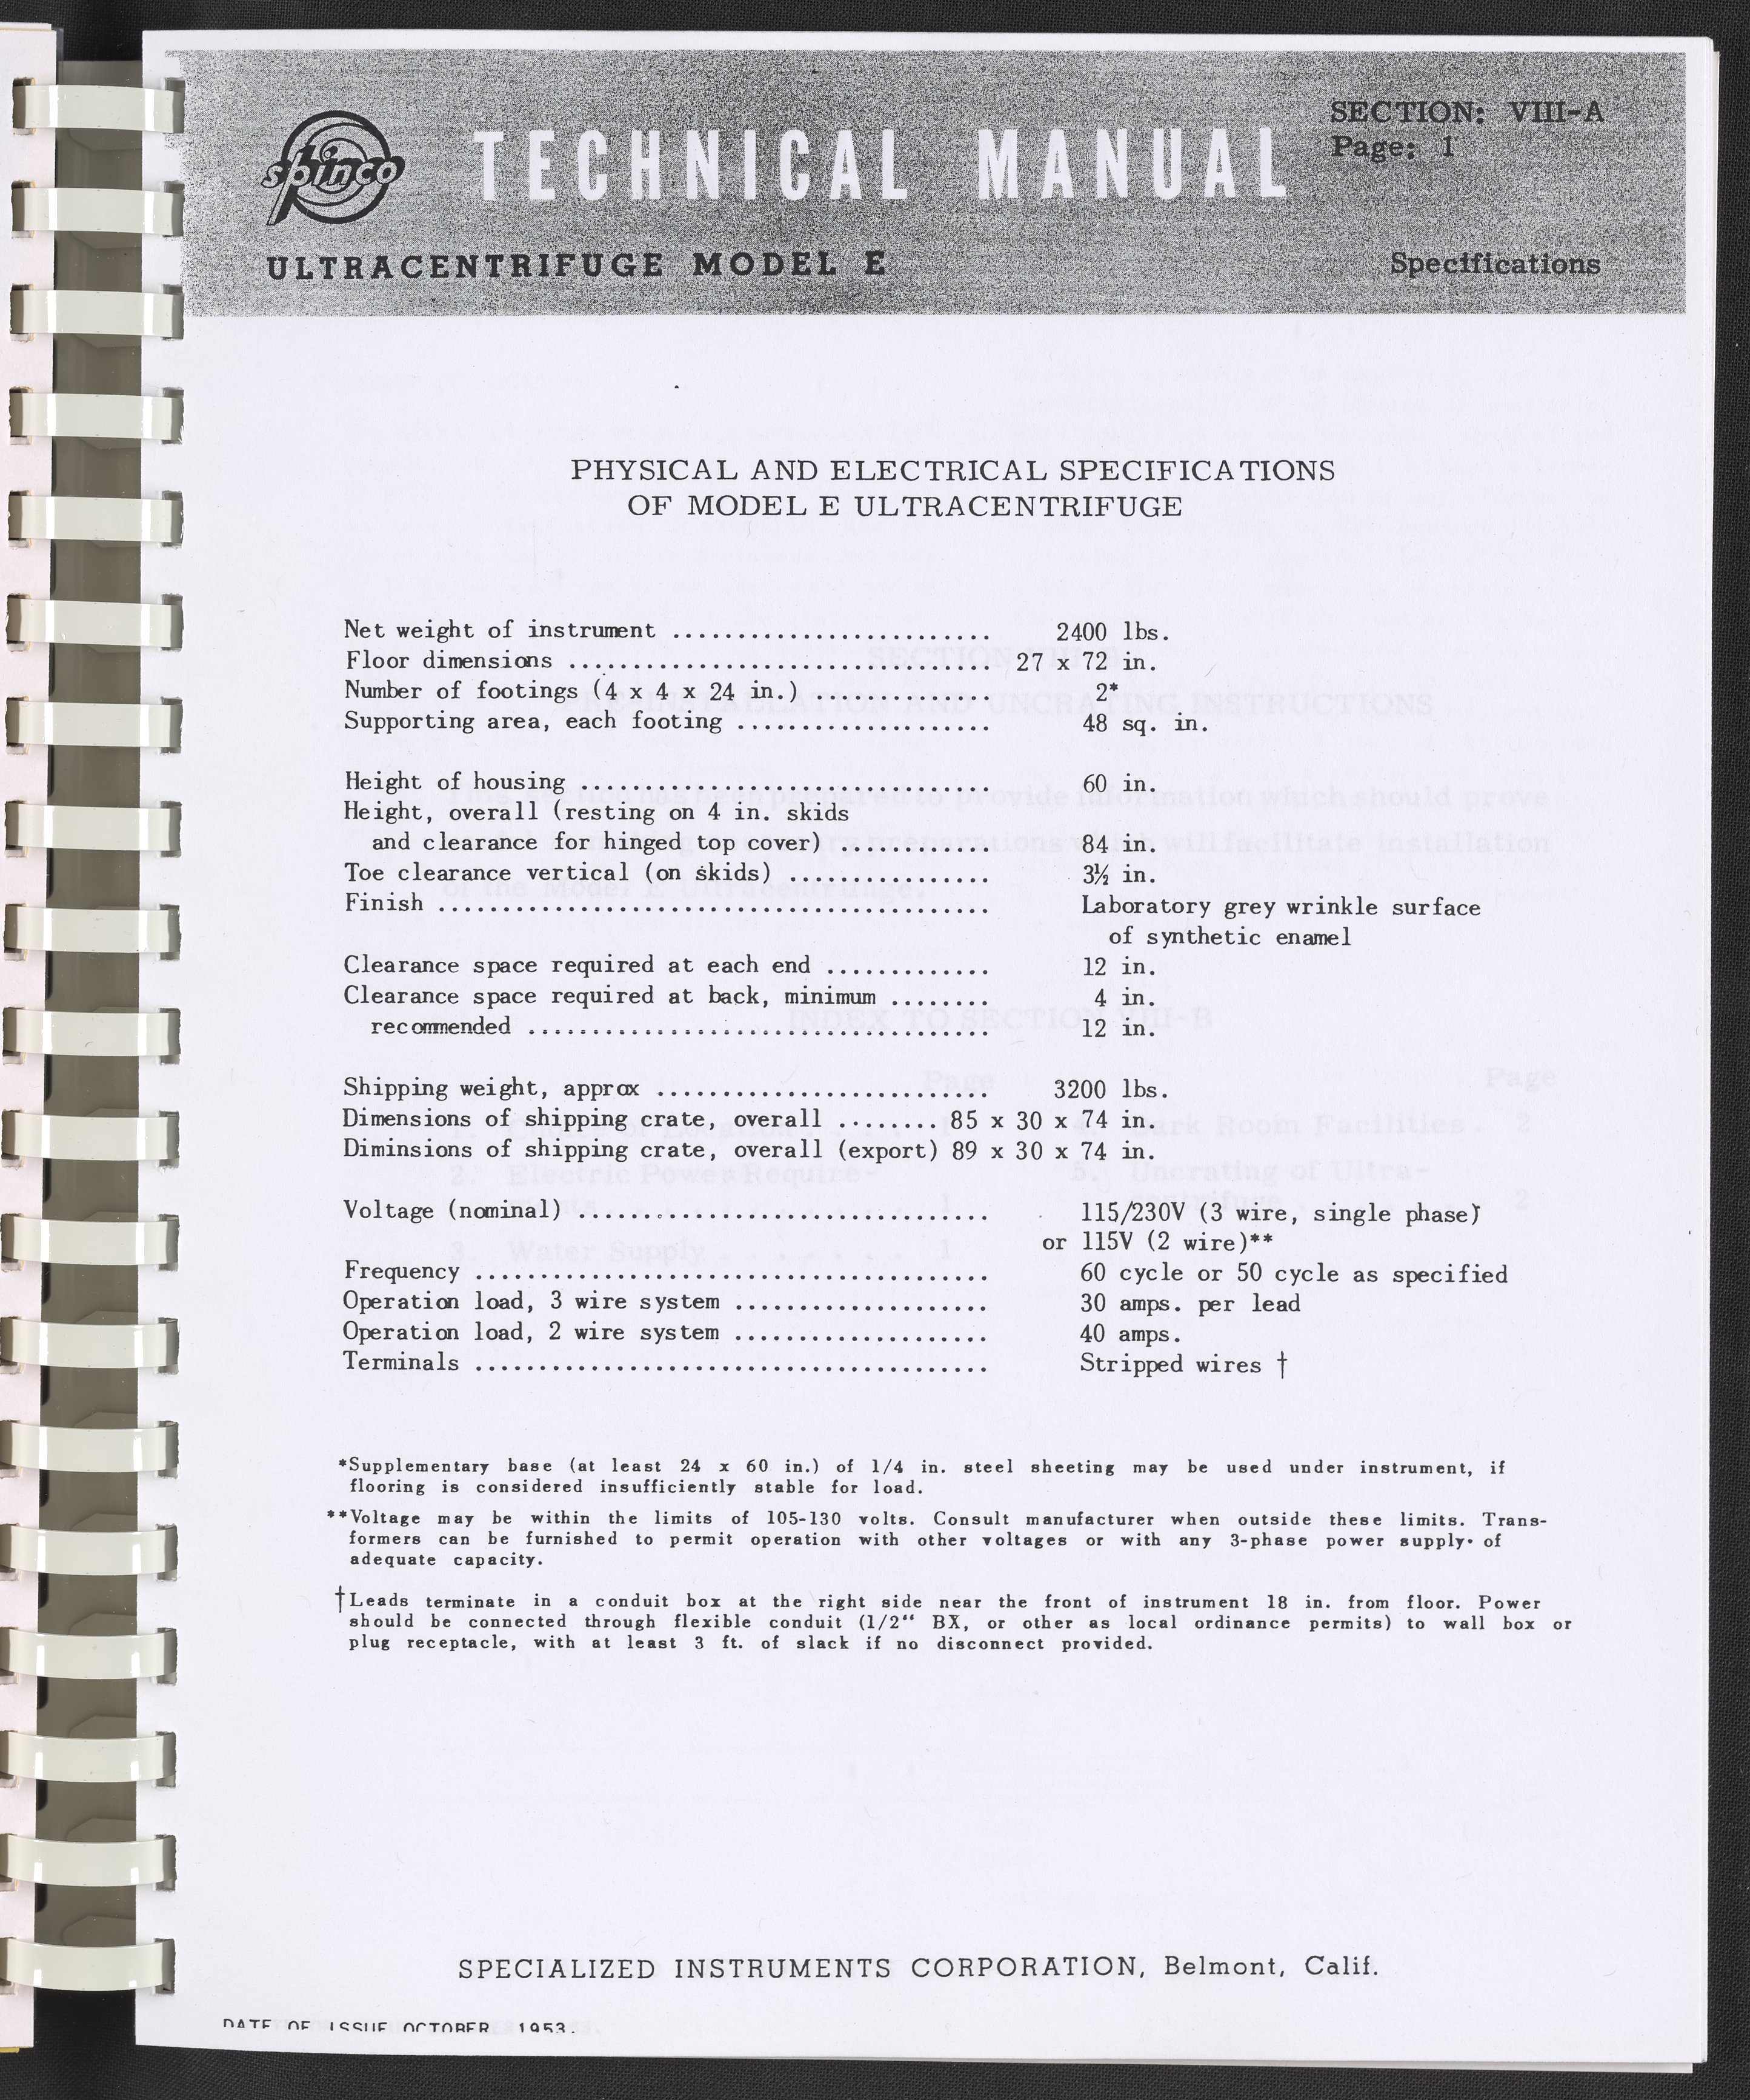 SECTION: VIII-A
Page: 1
spinco
TECHNICAL MANUAL
ULTRACENTRIFUGE MODEL E
Specifications
PHYSICAL AND ELECTRICAL SPECIFICATIONS
OF MODEL E ULTRACENTRIFUGE
Net weight of instrument ......................... 2400 lbs.
Floor dimensions ................................. 27 x 72 in.
Number of footings (4 x 4 x 24 in.) ............. 2*
Supporting area, each footing .................... 48 sq. in.
Height of housing ................................ 60 in.
Height, overall (resting on 4 in. skids
and clearance for hinged top cover) ............ 84 in.
Toe clearance vertical (on skids) ................ 3½ in.
Finish ........................................... Laboratory grey wrinkle surface
of synthetic enamel
Clearance space required at each end ............. 12 in.
Clearance space required at back, minimum ........ 4 in.
recommended .................................... 12 in.
Shipping weight, approx .......................... 3200 lbs.
Dimensions of shipping crate, overall ........ 85 x 30 x 74 in.
Diminsions of shipping crate, overall (export) 89 x 30 x 74 in.
Voltage (nominal) ................................ 115/230V (3 wire, single phase)
or 115V (2 wire)**
Frequency ........................................ 60 cycle or 50 cycle as specified
Operation load, 3 wire system .................... 30 amps. per lead
Operation load, 2 wire system .................... 40 amps.
Terminals ........................................ Stripped wires †
*Supplementary base (at least 24 x 60 in.) of 1/4 in. steel sheeting may be used under instrument, if
flooring is considered insufficiently stable for load.
**Voltage may be within the limits of 105-130 volts. Consult manufacturer when outside these limits. Trans-
formers can be furnished to permit operation with other voltages or with any 3-phase power supply of
adequate capacity.
†Leads terminate in a conduit box at the right side near the front of instrument 18 in. from floor. Power
should be connected through flexible conduit (1/2" BX, or other as local ordinance permits) to wall box or
plug receptacle, with at least 3 ft. of slack if no disconnect provided.
SPECIALIZED INSTRUMENTS CORPORATION, Belmont, Calif.
DATE OF ISSUE OCTOBER 1953.